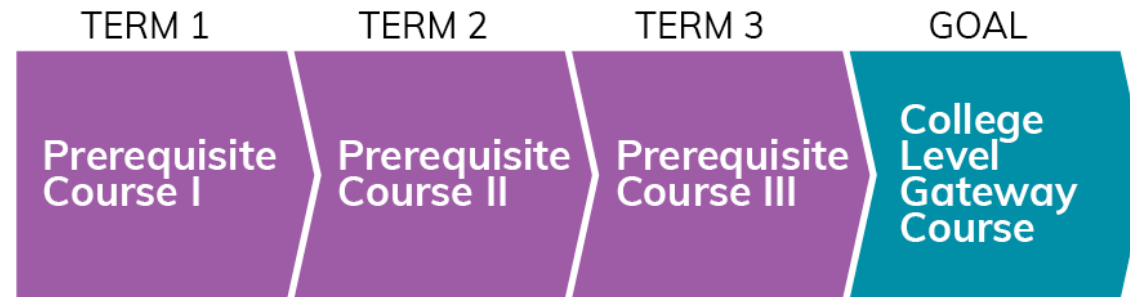 TERM 1
TERM 2
TERM 3
GOAL
Prerequisite
Course I
Prerequisite
Course II
Prerequisite
Course III
College
Level
Gateway
Course